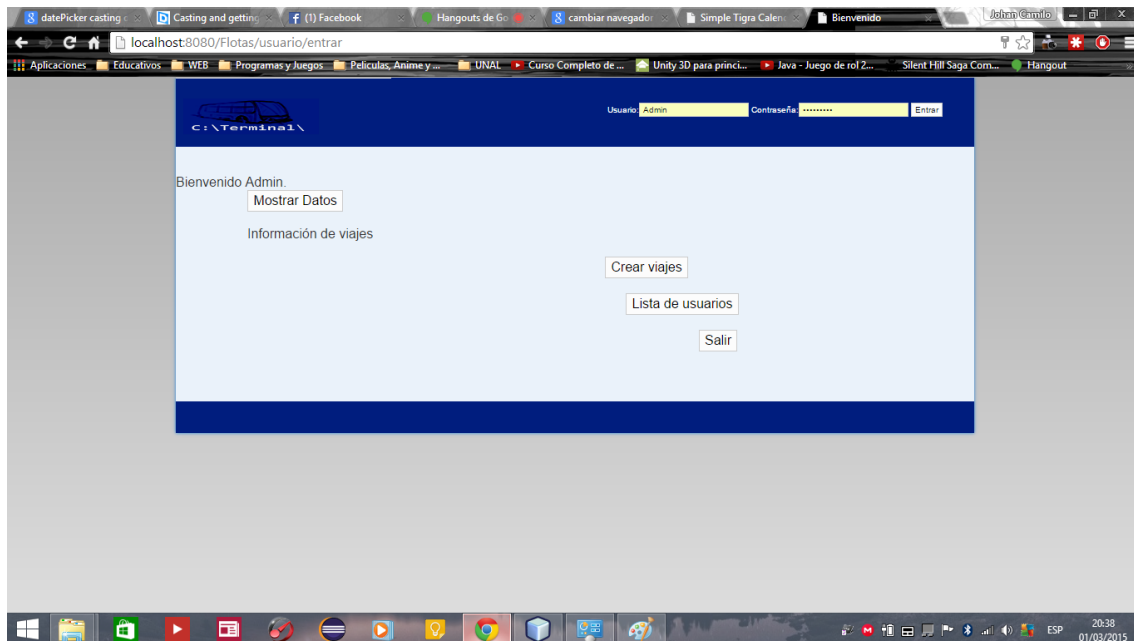 datePicker casting c
Casting and getting
(1) Facebook
Hangouts de Go
cambiar navegador
Simple Tigra Calen
Bienvenido
Johan Camilo
localhost:8080/Flotas/usuario/entrar
Aplicaciones Educativos WEB Programas y Juegos Peliculas, Anime y ... UNAL Curso Completo de ... Unity 3D para princi... Java - Juego de rol 2... Silent Hill Saga Com... Hangout
C:\Terminal\
Usuario: Admin Contraseña: ......... Entrar
Bienvenido Admin.
Mostrar Datos
Información de viajes
Crear viajes
Lista de usuarios
Salir
ESP
20:38
01/03/2015